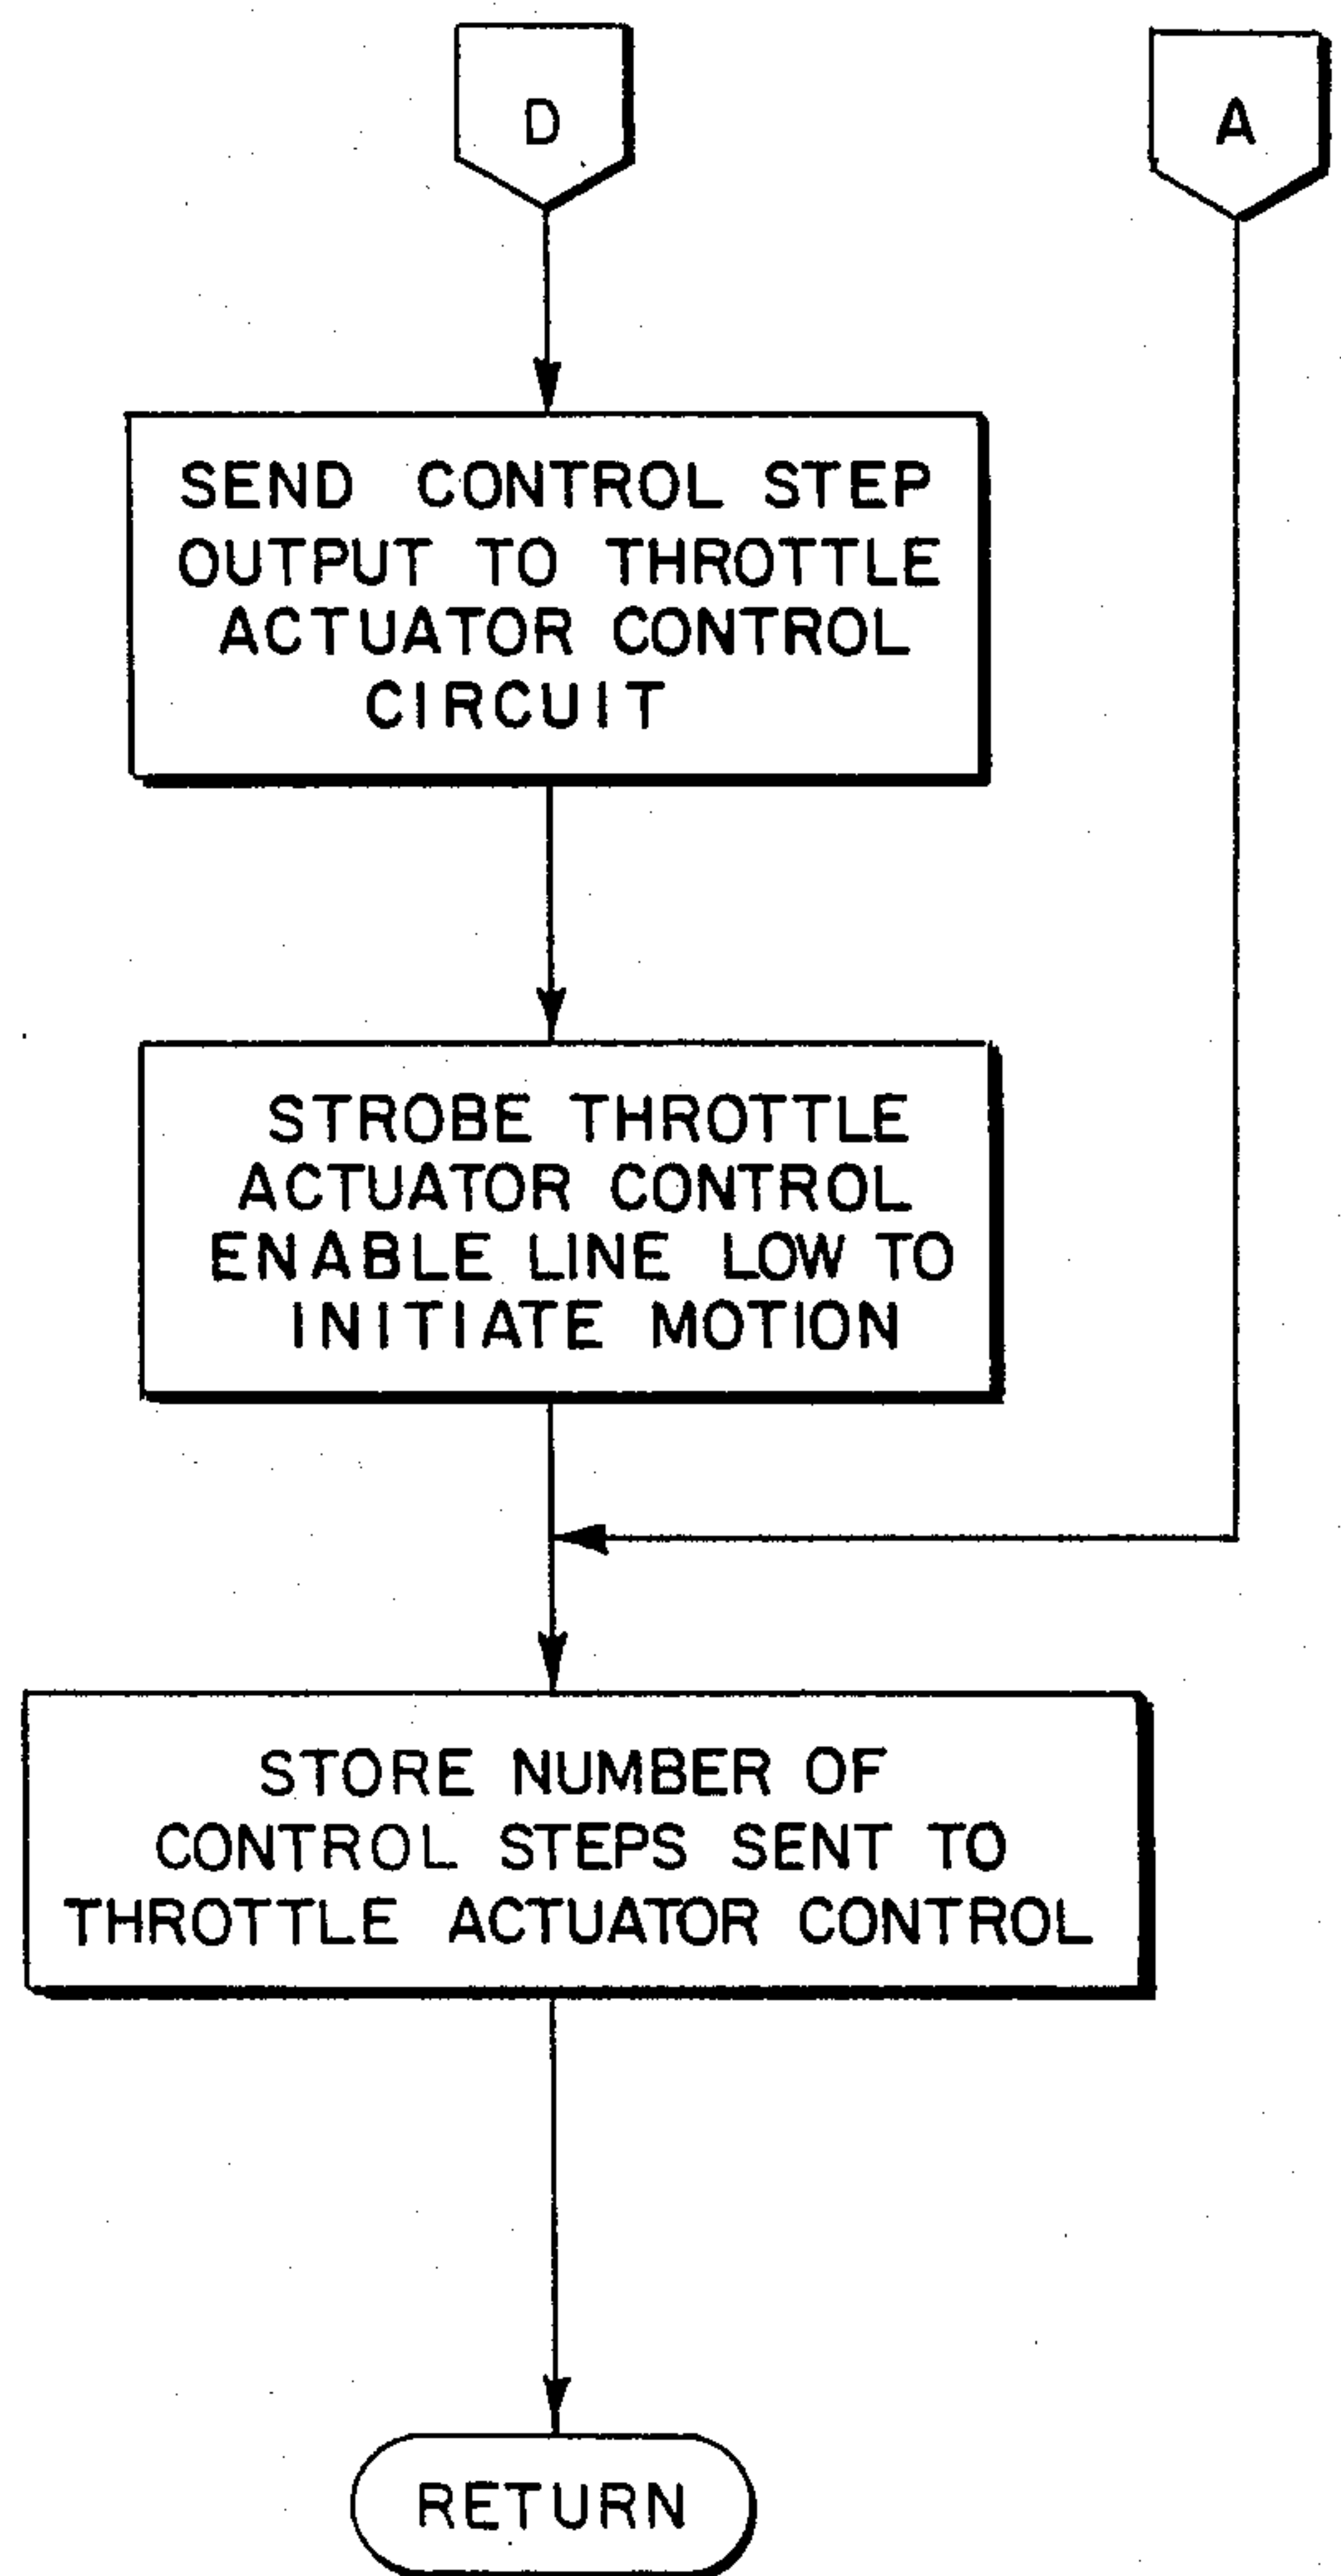 D
A
SEND CONTROL STEP
OUTPUT TO THROTTLE
ACTUATOR CONTROL
CIRCUIT
STROBE THROTTLE
ACTUATOR CONTROL
ENABLE LINE LOW TO
INITIATE MOTION
STORE NUMBER OF
CONTROL STEPS SENT TO
THROTTLE ACTUATOR CONTROL
RETURN